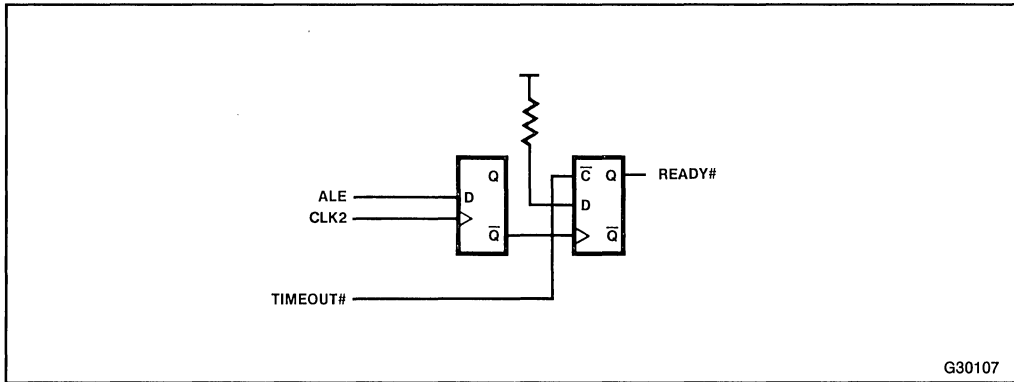 C̅ Q READY#
Q
ALE D D
CLK2
Q̅ Q̅
TIMEOUT#
G30107